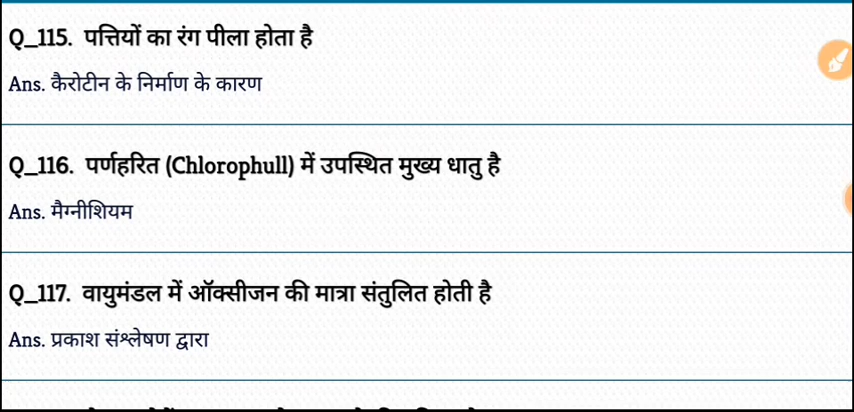 Q_115. पत्तियों का रंग पीला होता है
Ans. कैरोटीन के निर्माण के कारण
Q_116. पर्णहरित (Chlorophull) में उपस्थित मुख्य धातु है
Ans. मैग्नीशियम
Q_117. वायुमंडल में ऑक्सीजन की मात्रा संतुलित होती है
Ans. प्रकाश संश्लेषण द्वारा